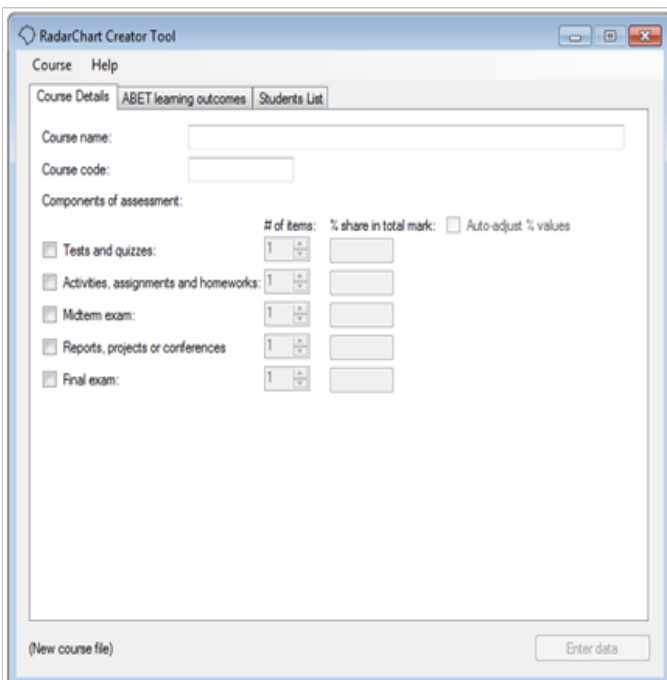 RadarChart Creator Tool
Course Help
Course Details ABET learning outcomes Students List
Course name:
Course code:
Components of assessment:
# of items: % share in total mark: Auto-adjust % values
Tests and quizzes: 1
Activities, assignments and homeworks: 1
Midterm exam: 1
Reports, projects or conferences 1
Final exam: 1
(New course file) Enter data